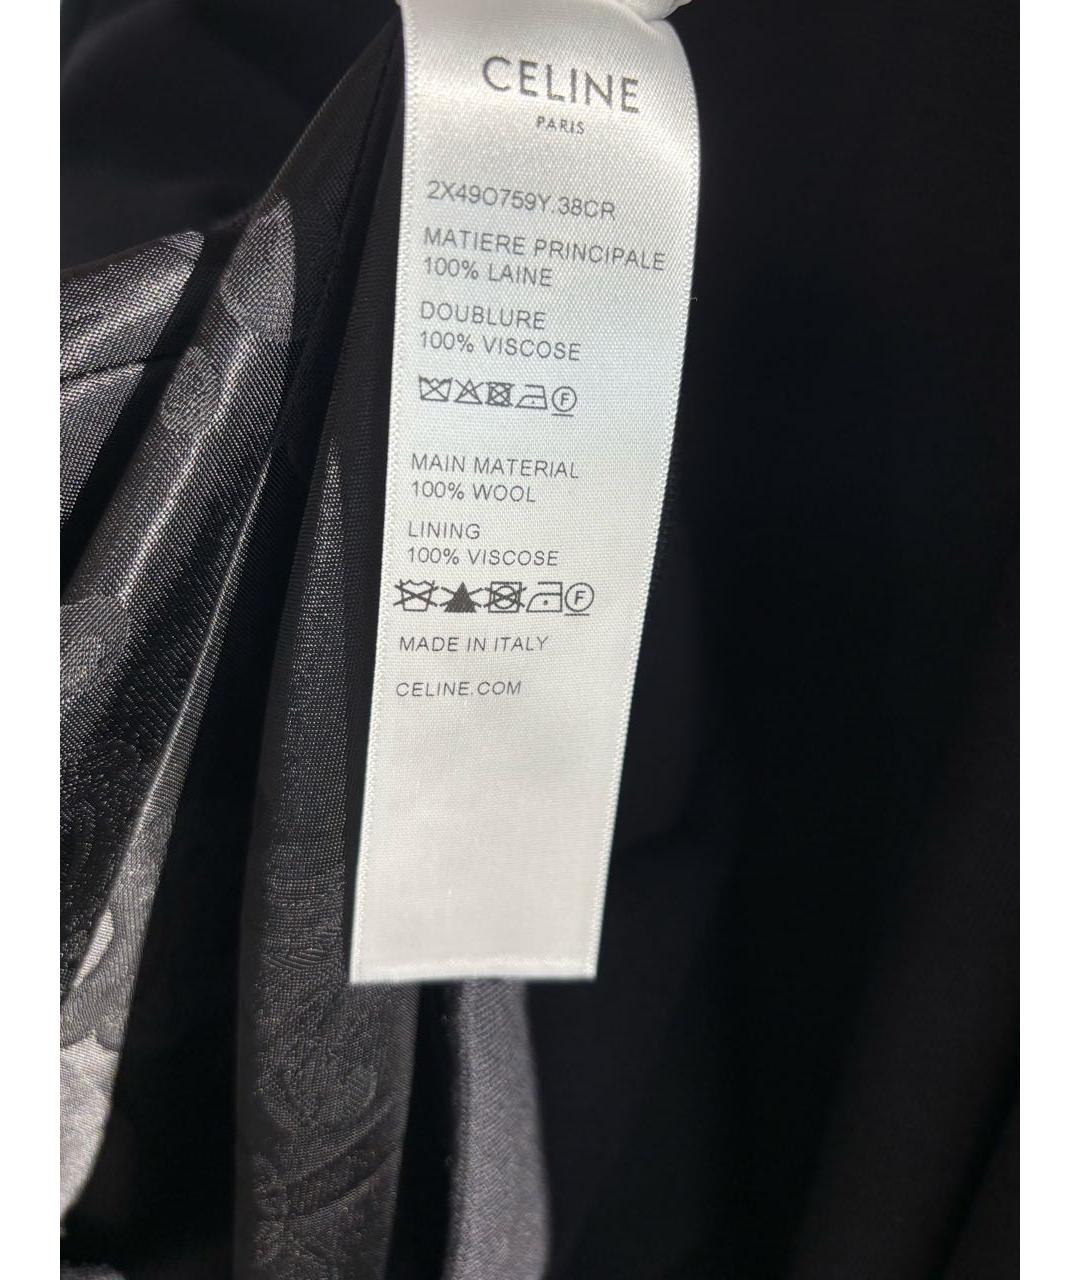 CELINE
PARIS
2X49O759Y.38CR
MATIERE PRINCIPALE
100% LAINE
DOUBLURE
100% VISCOSE
F
MAIN MATERIAL
100% WOOL
LINING
100% VISCOSE
F
MADE IN ITALY
CELINE.COM